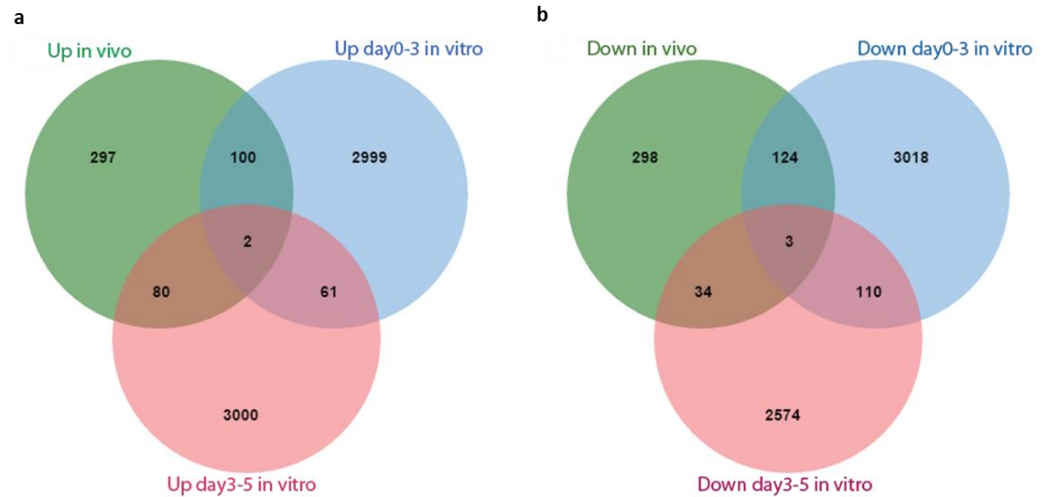 a
b
Up in vivo
Up day0-3 in vitro
Down in vivo
Down day0-3 in vitro
297
100
2999
298
124
3018
2
3
80
61
34
110
3000
2574
Up day3-5 in vitro
Down day3-5 in vitro